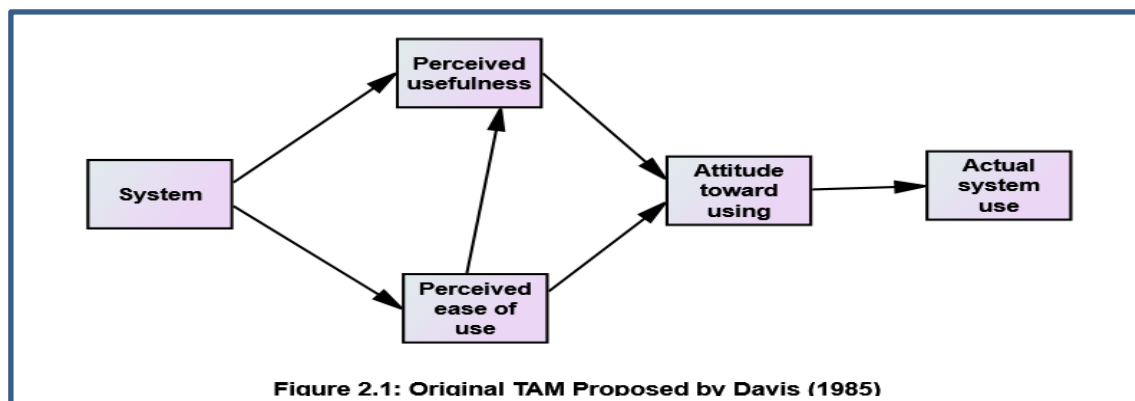 Perceived
usefulness
System
Attitude
toward
using
Actual
system
use
Perceived
ease of
use
Figure 2.1: Original TAM Proposed by Davis (1985)